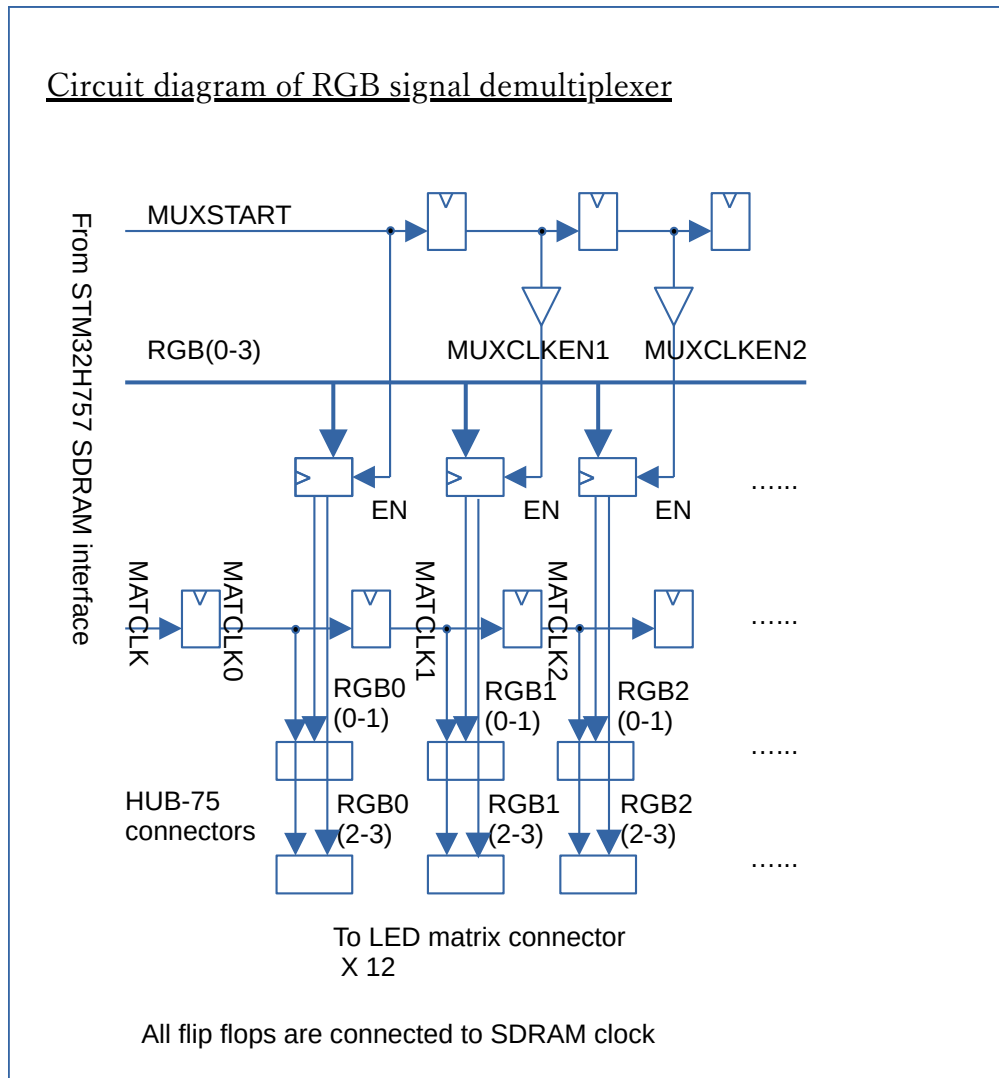 Circuit diagram of RGB signal demultiplexer
From STM32H757 SDRAM interface
MUXSTART
RGB(0-3)
MUXCLKEN1
MUXCLKEN2
EN
EN
EN
…...
MATCLK
MATCLK0
MATCLK1
MATCLK2
…...
RGB0
(0-1)
RGB1
(0-1)
RGB2
(0-1)
…...
HUB-75
connectors
RGB0
(2-3)
RGB1
(2-3)
RGB2
(2-3)
…...
To LED matrix connector
X 12
All flip flops are connected to SDRAM clock